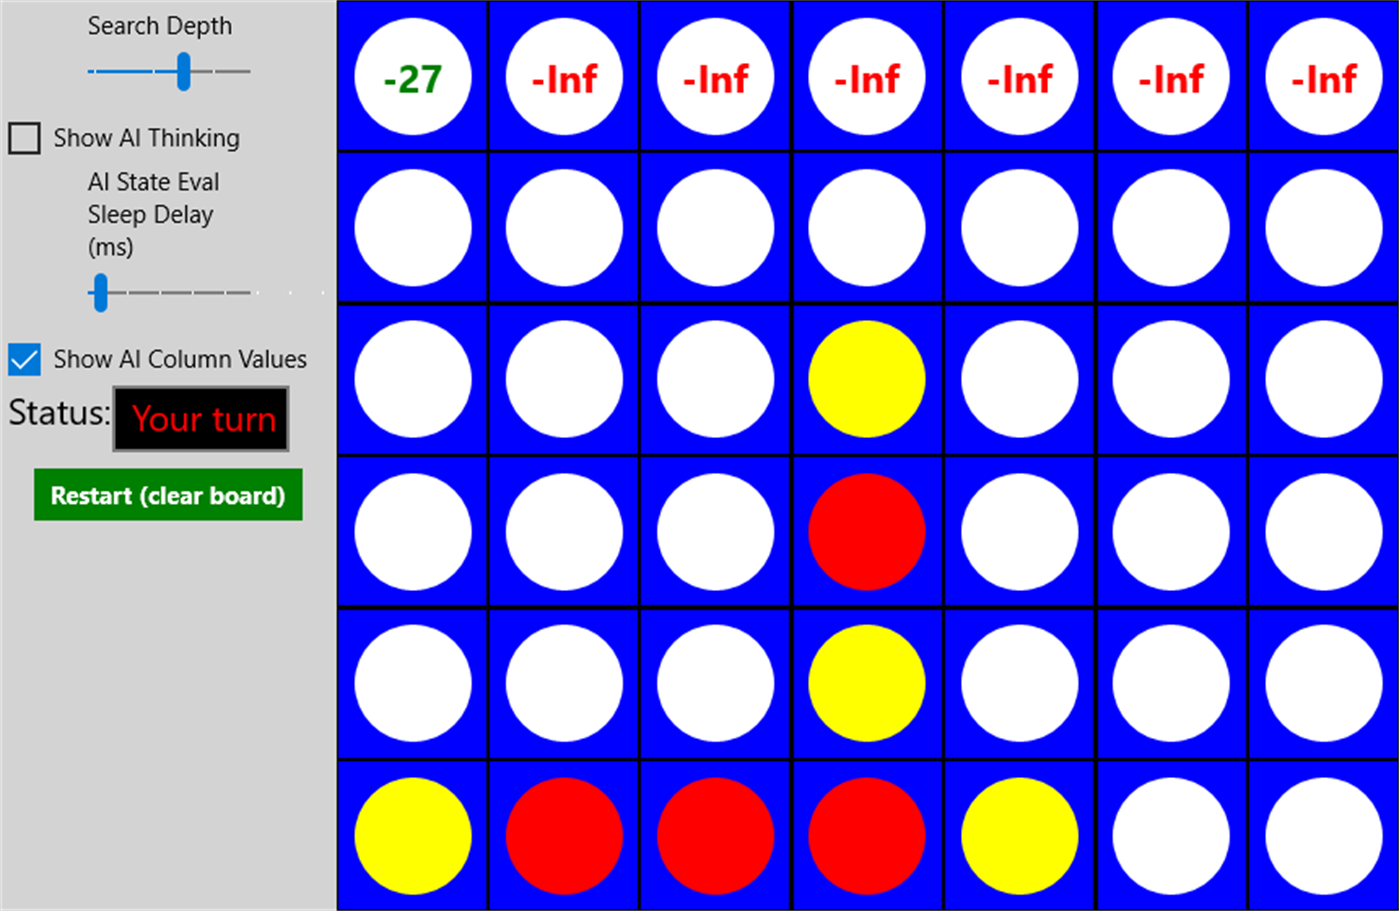 Search Depth
Show AI Thinking
AI State Eval
Sleep Delay
(ms)
Show AI Column Values
Status: Your turn
Restart (clear board)
-27 -Inf -Inf -Inf -Inf -Inf -Inf